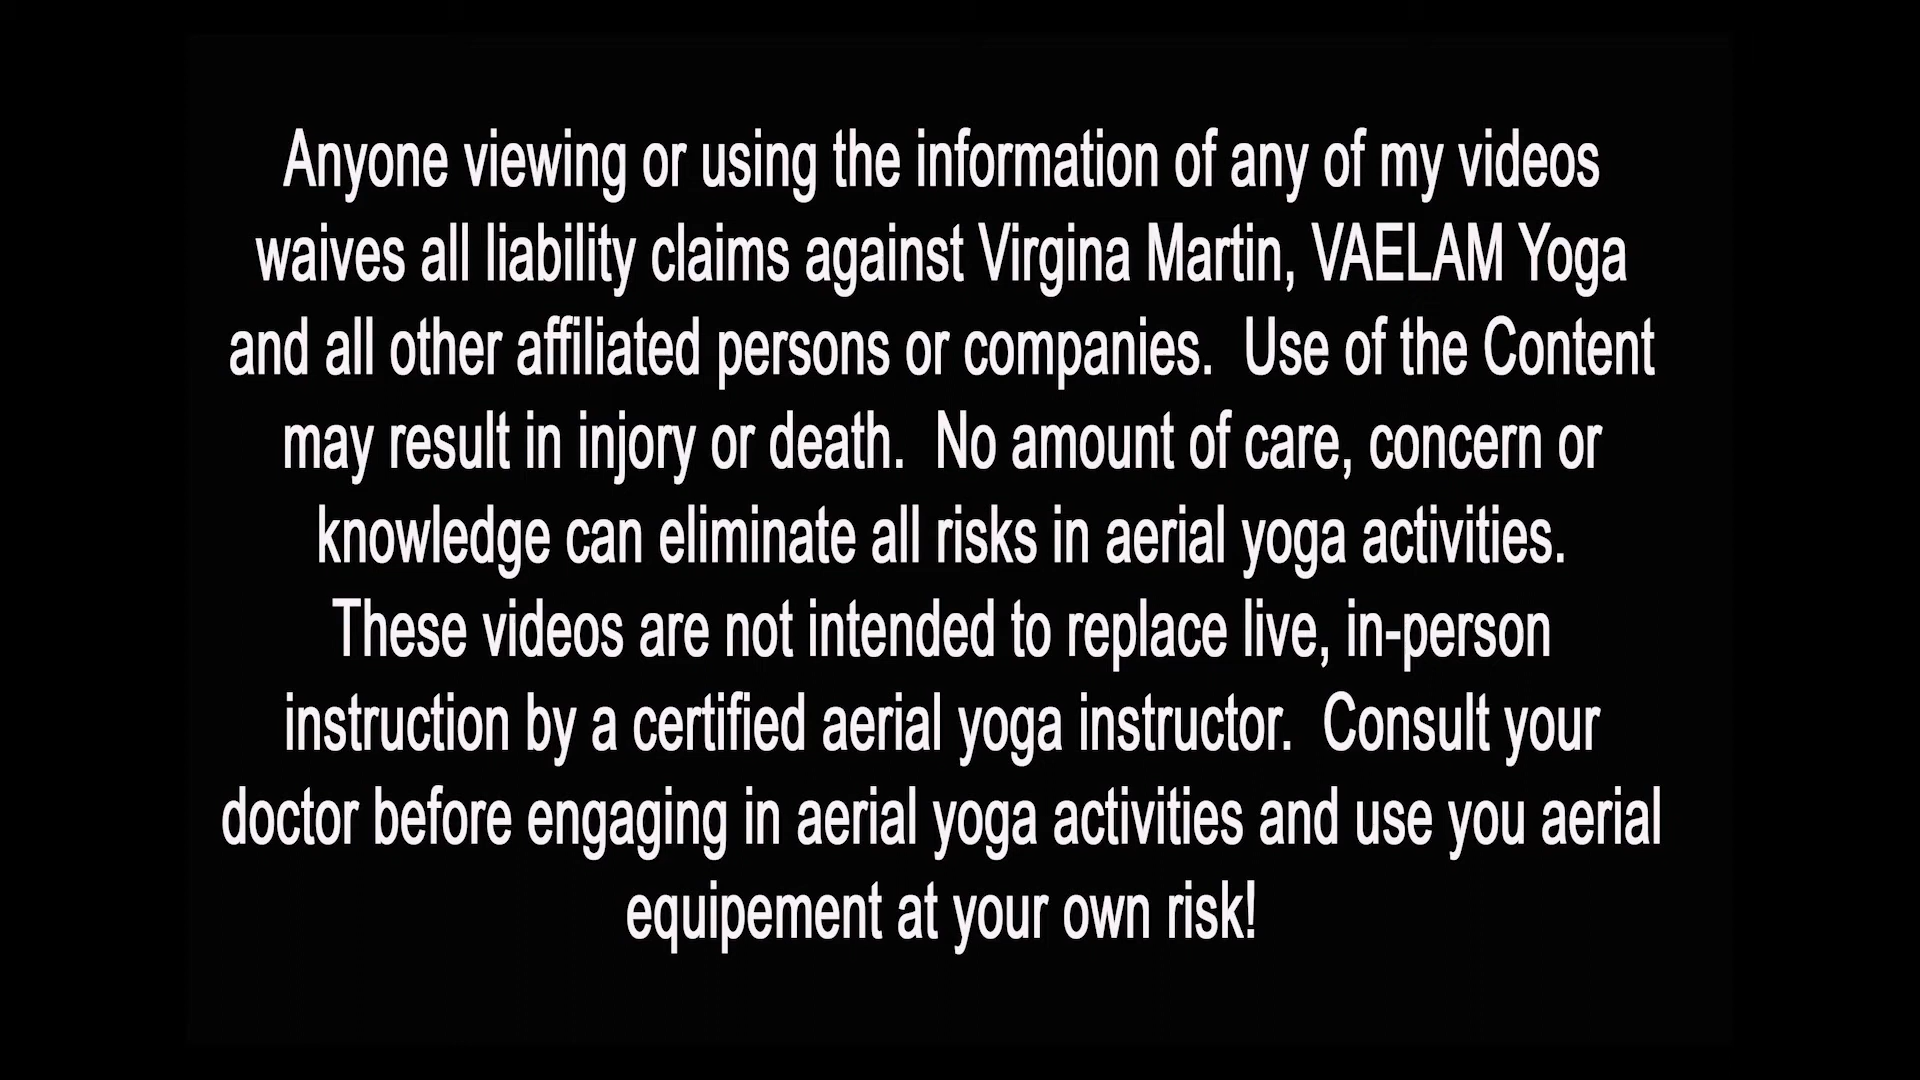 Anyone viewing or using the information of any of my videos
waives all liability claims against Virgina Martin, VAELAM Yoga
and all other affiliated persons or companies.  Use of the Content
may result in injory or death.  No amount of care, concern or
knowledge can eliminate all risks in aerial yoga activities.
These videos are not intended to replace live, in-person
instruction by a certified aerial yoga instructor.  Consult your
doctor before engaging in aerial yoga activities and use you aerial
equipement at your own risk!